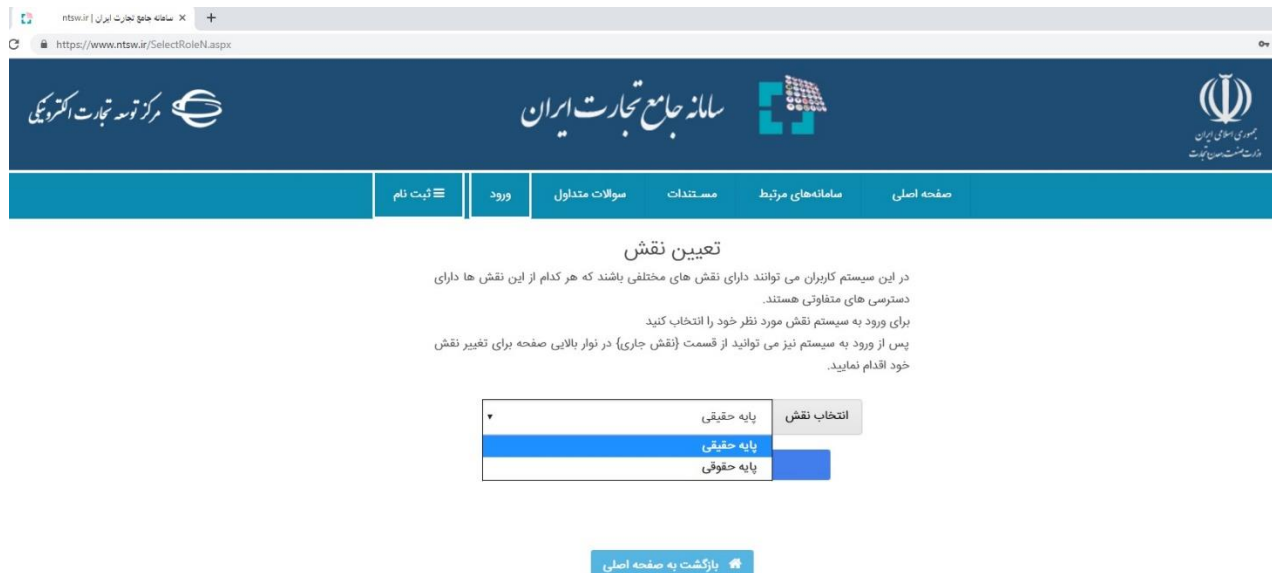 سامانه جامع تجارت ایران | ntsw.ir
https://www.ntsw.ir/SelectRoleN.aspx
جمهوری اسلامی ایران
وزارت صنعت، معدن و تجارت
سامانه جامع تجارت ایران
مرکز توسعه تجارت الکترونیکی
صفحه اصلی
سامانه‌های مرتبط
مستندات
سوالات متداول
ورود
ثبت نام
تعیین نقش
در این سیستم کاربران می توانند دارای نقش های مختلفی باشند که هر کدام از این نقش ها دارای
دسترسی های متفاوتی هستند.
برای ورود به سیستم نقش مورد نظر خود را انتخاب کنید
پس از ورود به سیستم نیز می توانید از قسمت {نقش جاری} در نوار بالایی صفحه برای تغییر نقش
خود اقدام نمایید.
انتخاب نقش
پایه حقیقی
پایه حقیقی
پایه حقوقی
بازگشت به صفحه اصلی